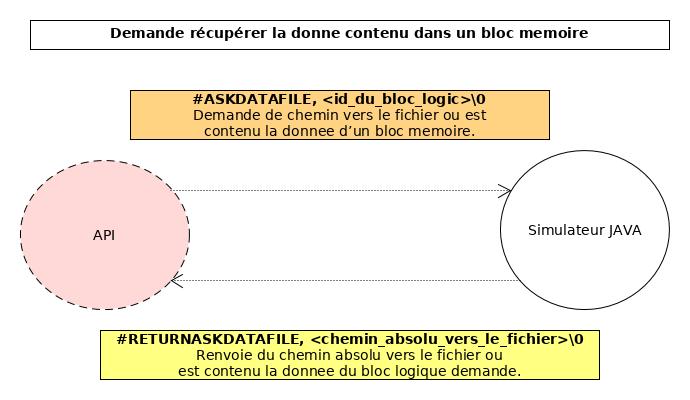 Demande récupérer la donne contenu dans un bloc memoire
#ASKDATAFILE, <id_du_bloc_logic>\0
Demande de chemin vers le fichier ou est
contenu la donnee d'un bloc memoire.
API
Simulateur JAVA
#RETURNASKDATAFILE, <chemin_absolu_vers_le_fichier>\0
Renvoie du chemin absolu vers le fichier ou
est contenu la donnee du bloc logique demande.